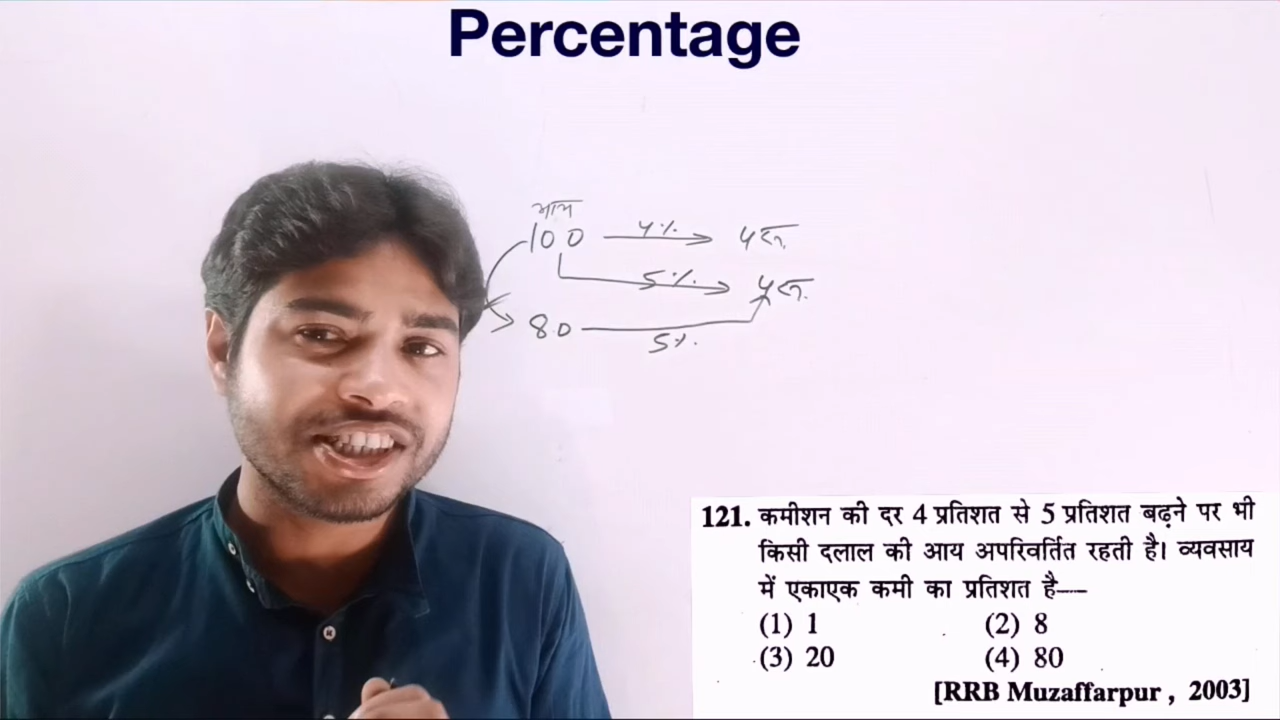 Percentage
आय
100 4% 4रू.
5% 5रू.
80 5%
121. कमीशन की दर 4 प्रतिशत से 5 प्रतिशत बढ़ने पर भी
किसी दलाल की आय अपरिवर्तित रहती है। व्यवसाय
में एकाएक कमी का प्रतिशत है—
(1) 1 (2) 8
(3) 20 (4) 80
[RRB Muzaffarpur, 2003]